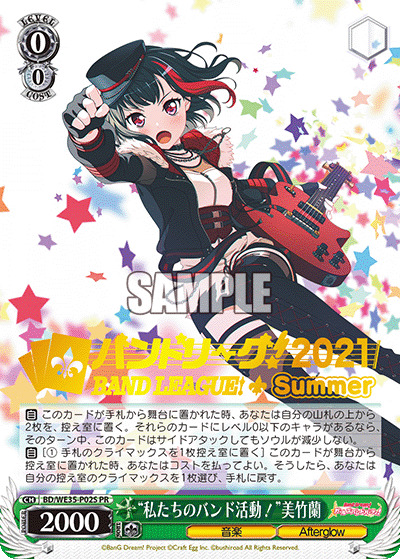 LEVEL
0
0
COST
SAMPLE
バンドリーグ!2021
BAND LEAGUE! Summer
自 このカードが手札から舞台に置かれた時、あなたは自分の山札の上から
2枚を、控え室に置く。それらのカードにレベル0以下のキャラがあるなら、
そのターン中、このカードはサイドアタックしてもソウルが減少しない。
自 [① 手札のクライマックスを1枚控え室に置く] このカードが舞台から
控え室に置かれた時、あなたはコストを払ってよい。そうしたら、あなたは
自分の控え室のクライマックスを1枚選び、手札に戻す。
CH BD/WE35-P02S PR
"私たちのバンド活動!"美竹蘭
2000
音楽
Afterglow
©BanG Dream! Project ©Craft Egg Inc. ©bushiroad All Rights Reserved.